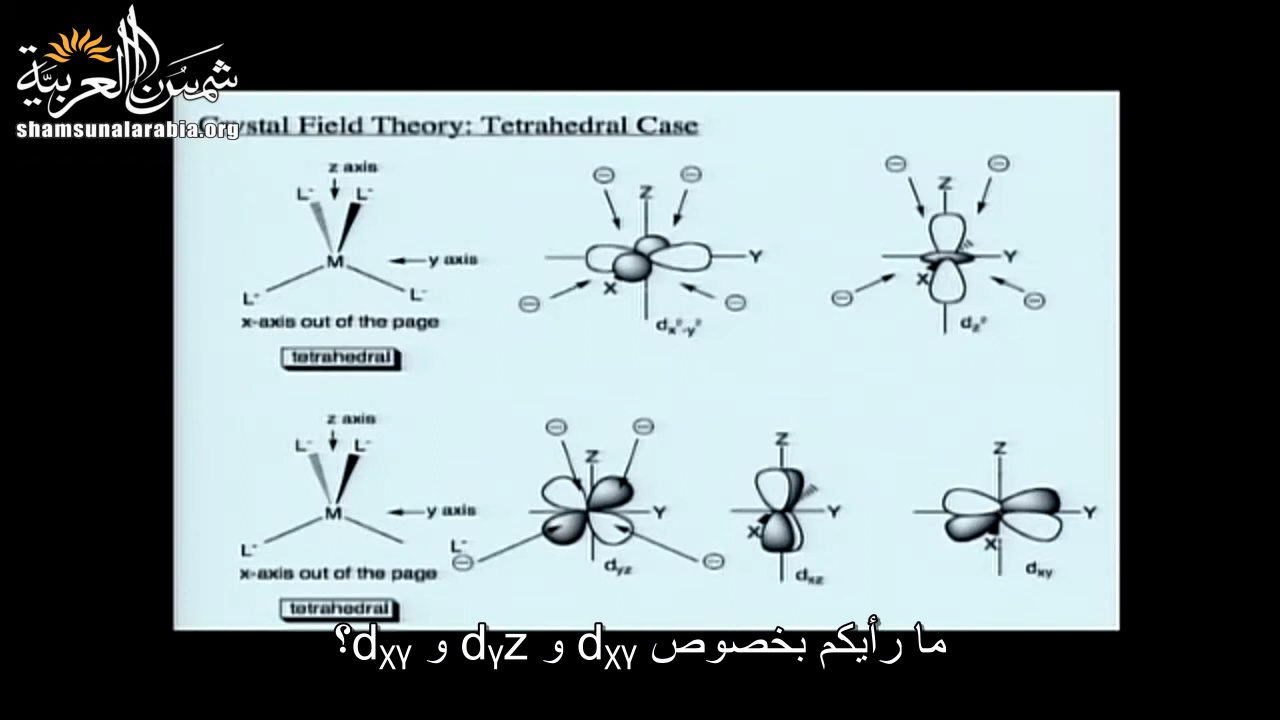 شمس العربية
shamsunalarabia.org
Crystal Field Theory: Tetrahedral Case
z axis
L⁻ L⁻
M
y axis
L⁻ L⁻
x-axis out of the page
tetrahedral
⊖ ⊖
Z
Y
X
⊖ ⊖
dx²-y²
⊖ ⊖
Z
Y
X
⊖ ⊖
dz²
z axis
L⁻ L⁻
M
y axis
L⁻ L⁻
x-axis out of the page
tetrahedral
⊖ ⊖
Z
Y
⊖ ⊖
dyz
Z
Y
X
dxz
Z
Y
X
dxy
ما رأيكم بخصوص dXY و dYZ و dXY؟